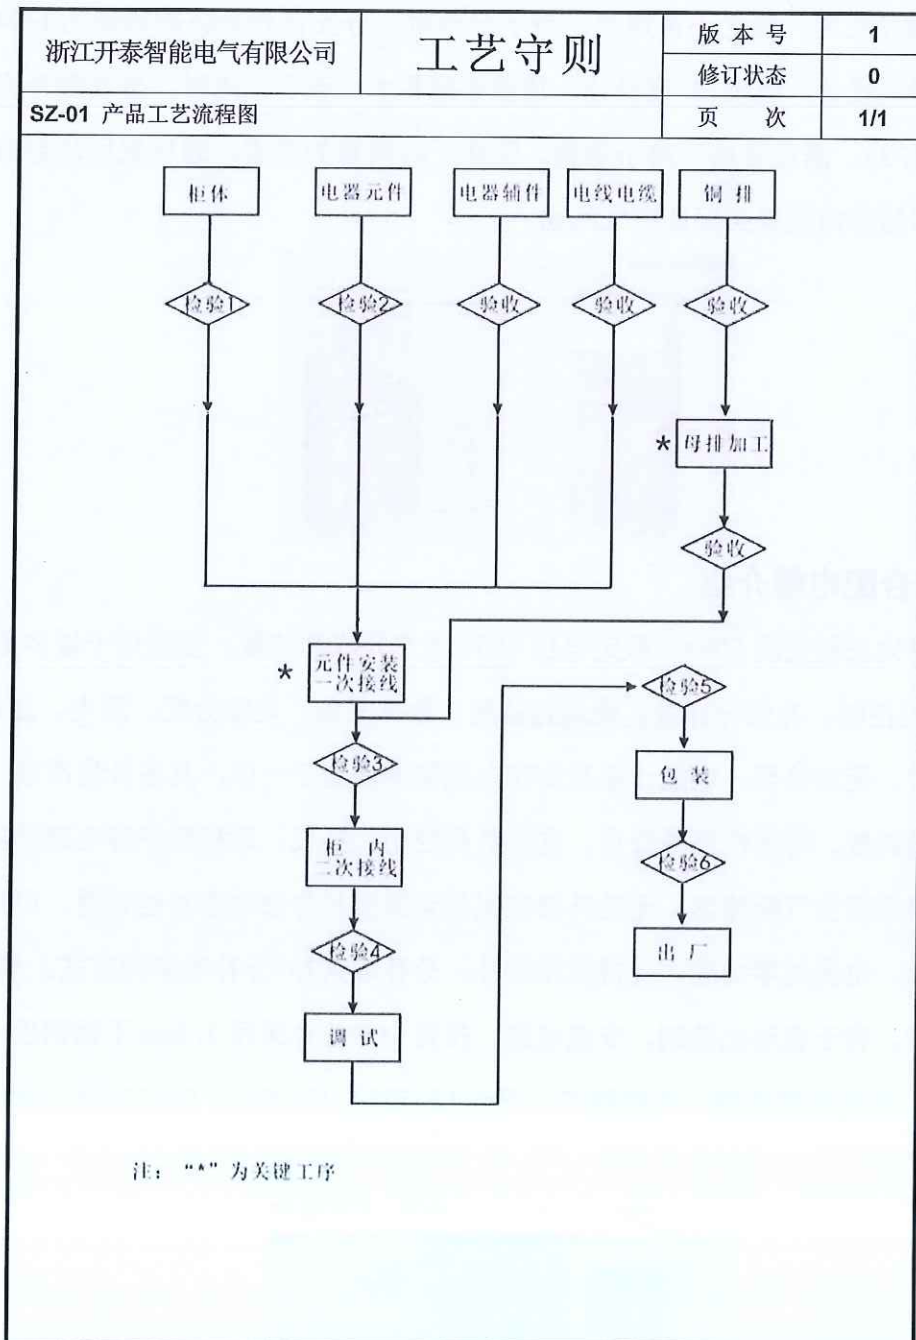 浙江开泰智能电气有限公司
工艺守则
版 本 号
1
修订状态
0
SZ-01 产品工艺流程图
页 次
1/1
柜体
电器元件
电器辅件
电线电缆
铜 排
检验1
检验2
验收
验收
验收
* 母排加工
验收
*
元件安装
一次接线
检验5
检验3
包 装
柜 内
二次接线
检验6
检验4
出 厂
调 试
注: “*”为关键工序